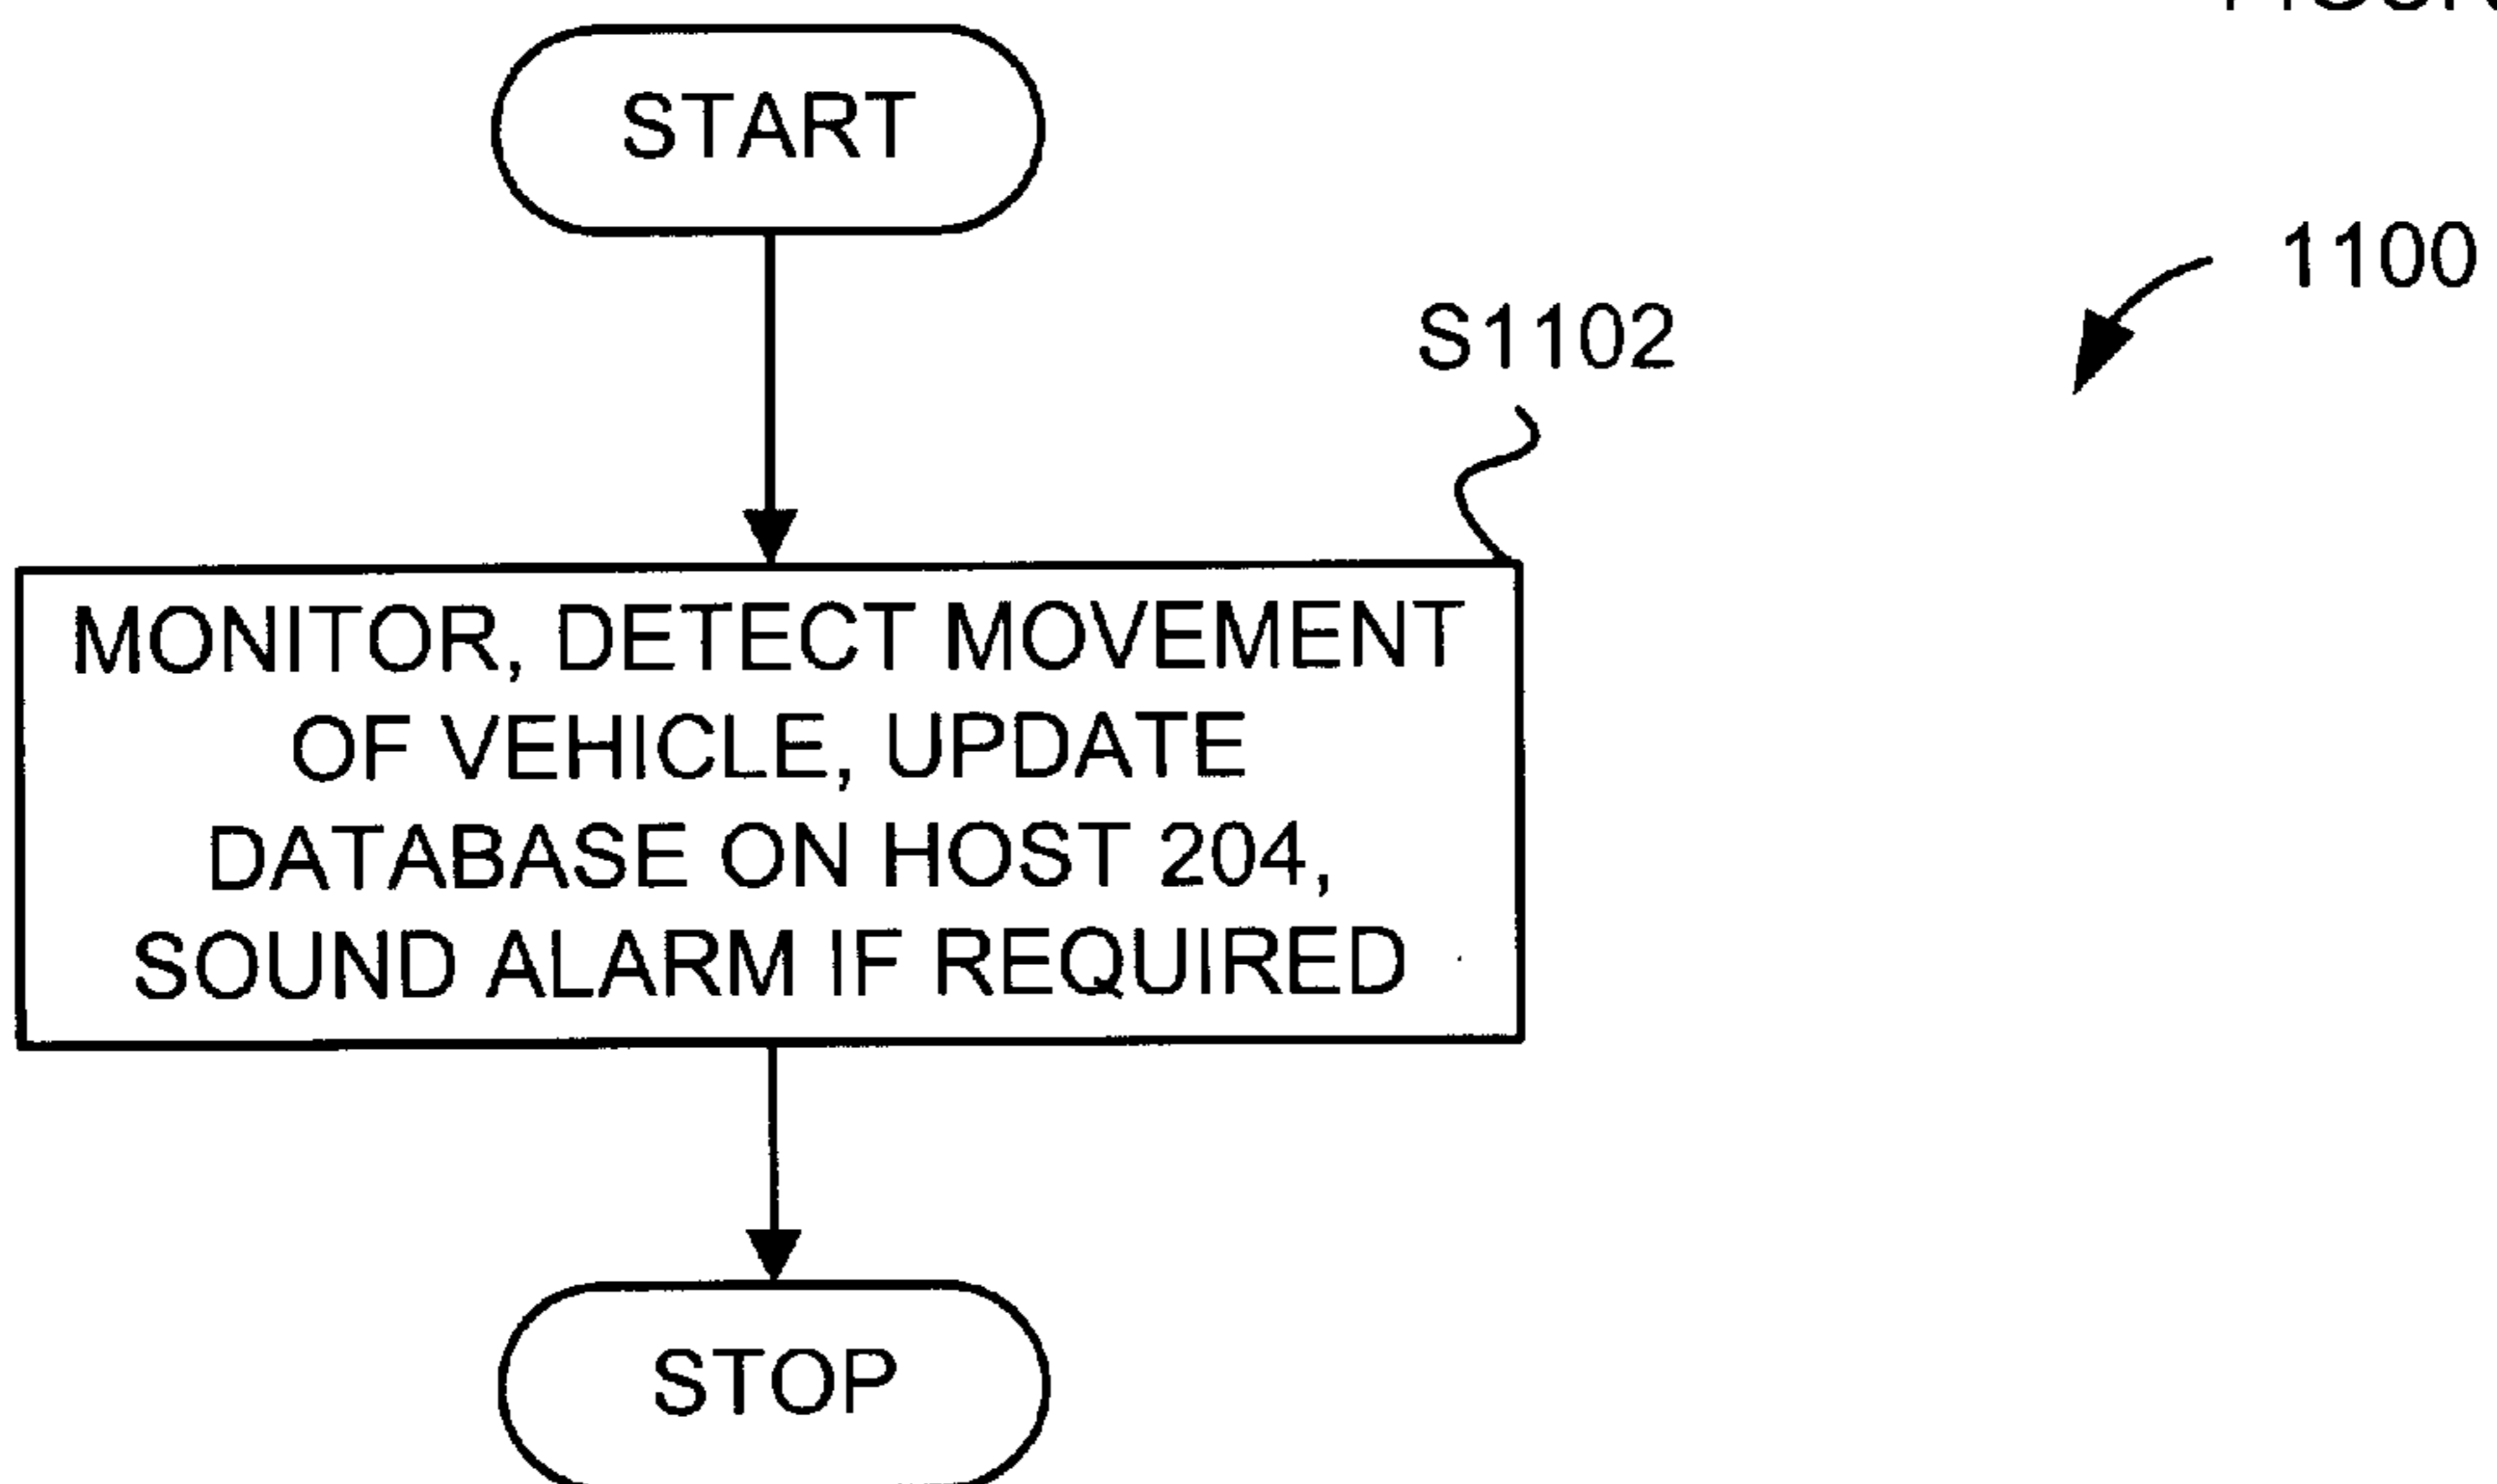 START
1100
S1102
MONITOR, DETECT MOVEMENT
OF VEHICLE, UPDATE
DATABASE ON HOST 204,
SOUND ALARM IF REQUIRED
STOP